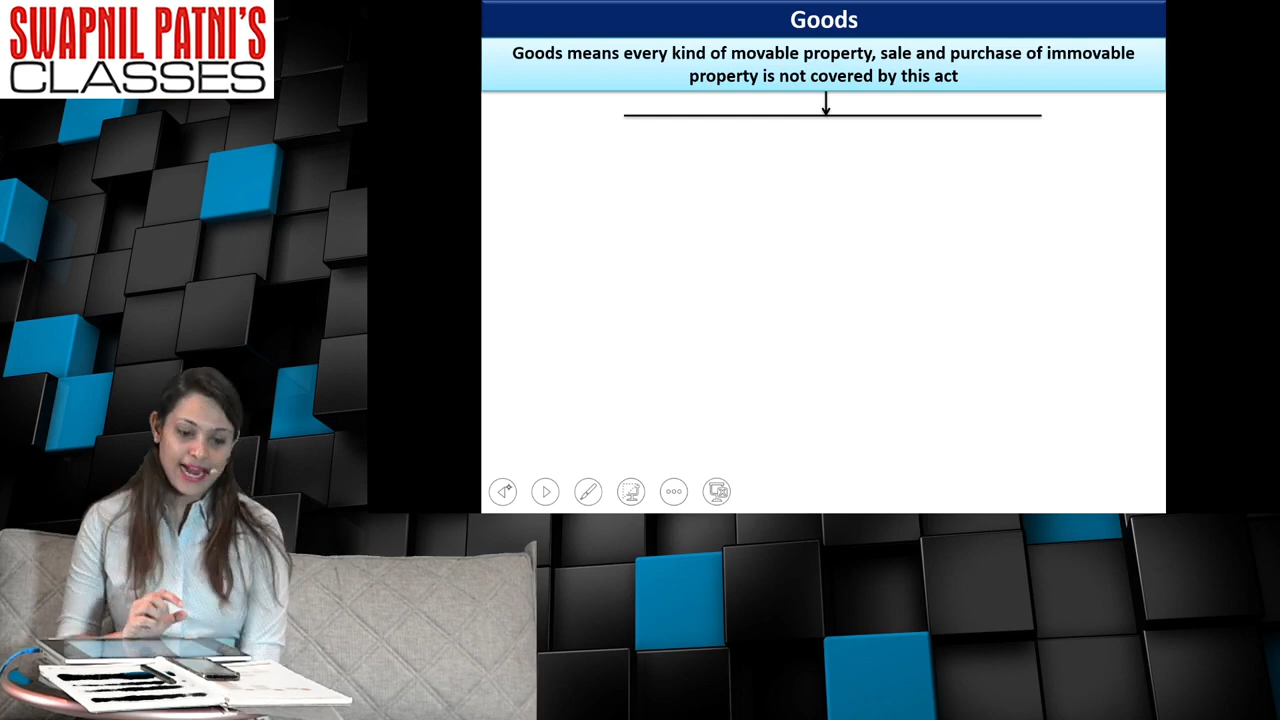 SWAPNIL PATNI'S
CLASSES
Goods
Goods means every kind of movable property, sale and purchase of immovable
property is not covered by this act